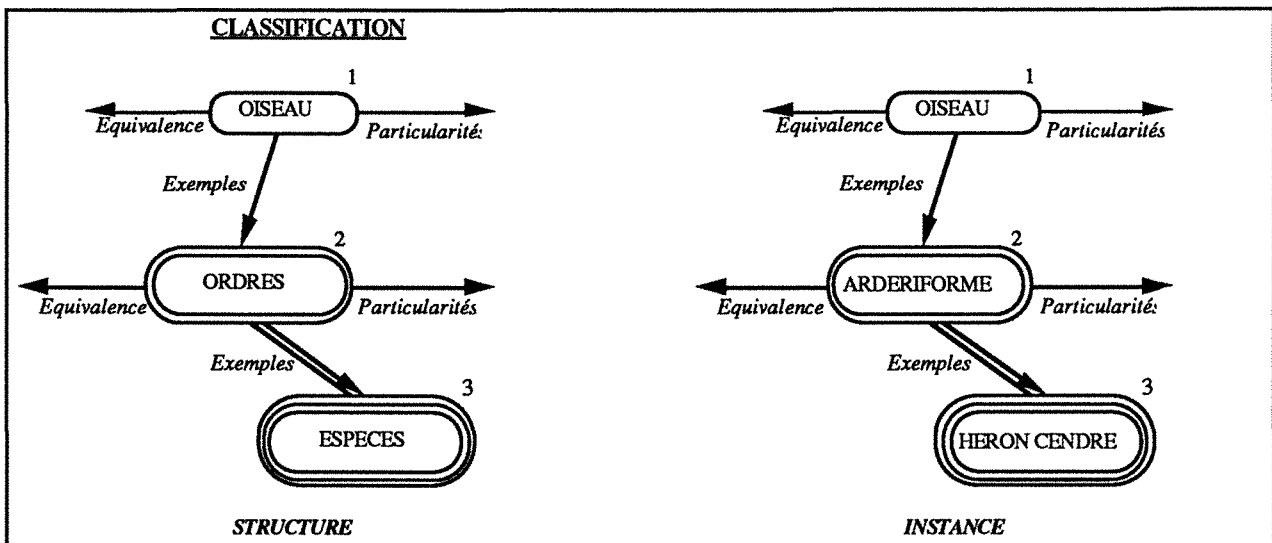 CLASSIFICATION
1
OISEAU
Equivalence
Particularités
Exemples
2
ORDRES
Equivalence
Particularités
Exemples
3
ESPECES
STRUCTURE
1
OISEAU
Equivalence
Particularités
Exemples
2
ARDERIFORME
Equivalence
Particularités
Exemples
3
HERON CENDRE
INSTANCE